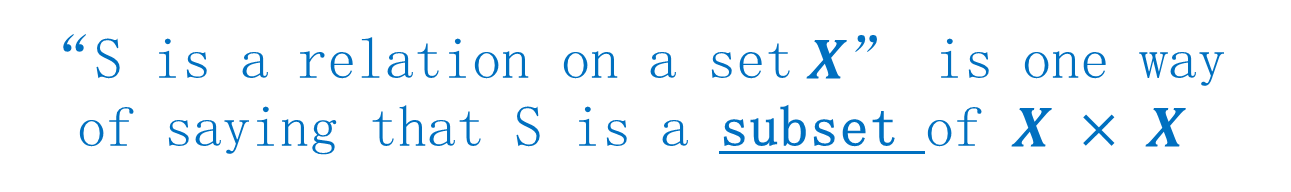 “S is a relation on a set X” is one way
of saying that S is a subset of X × X